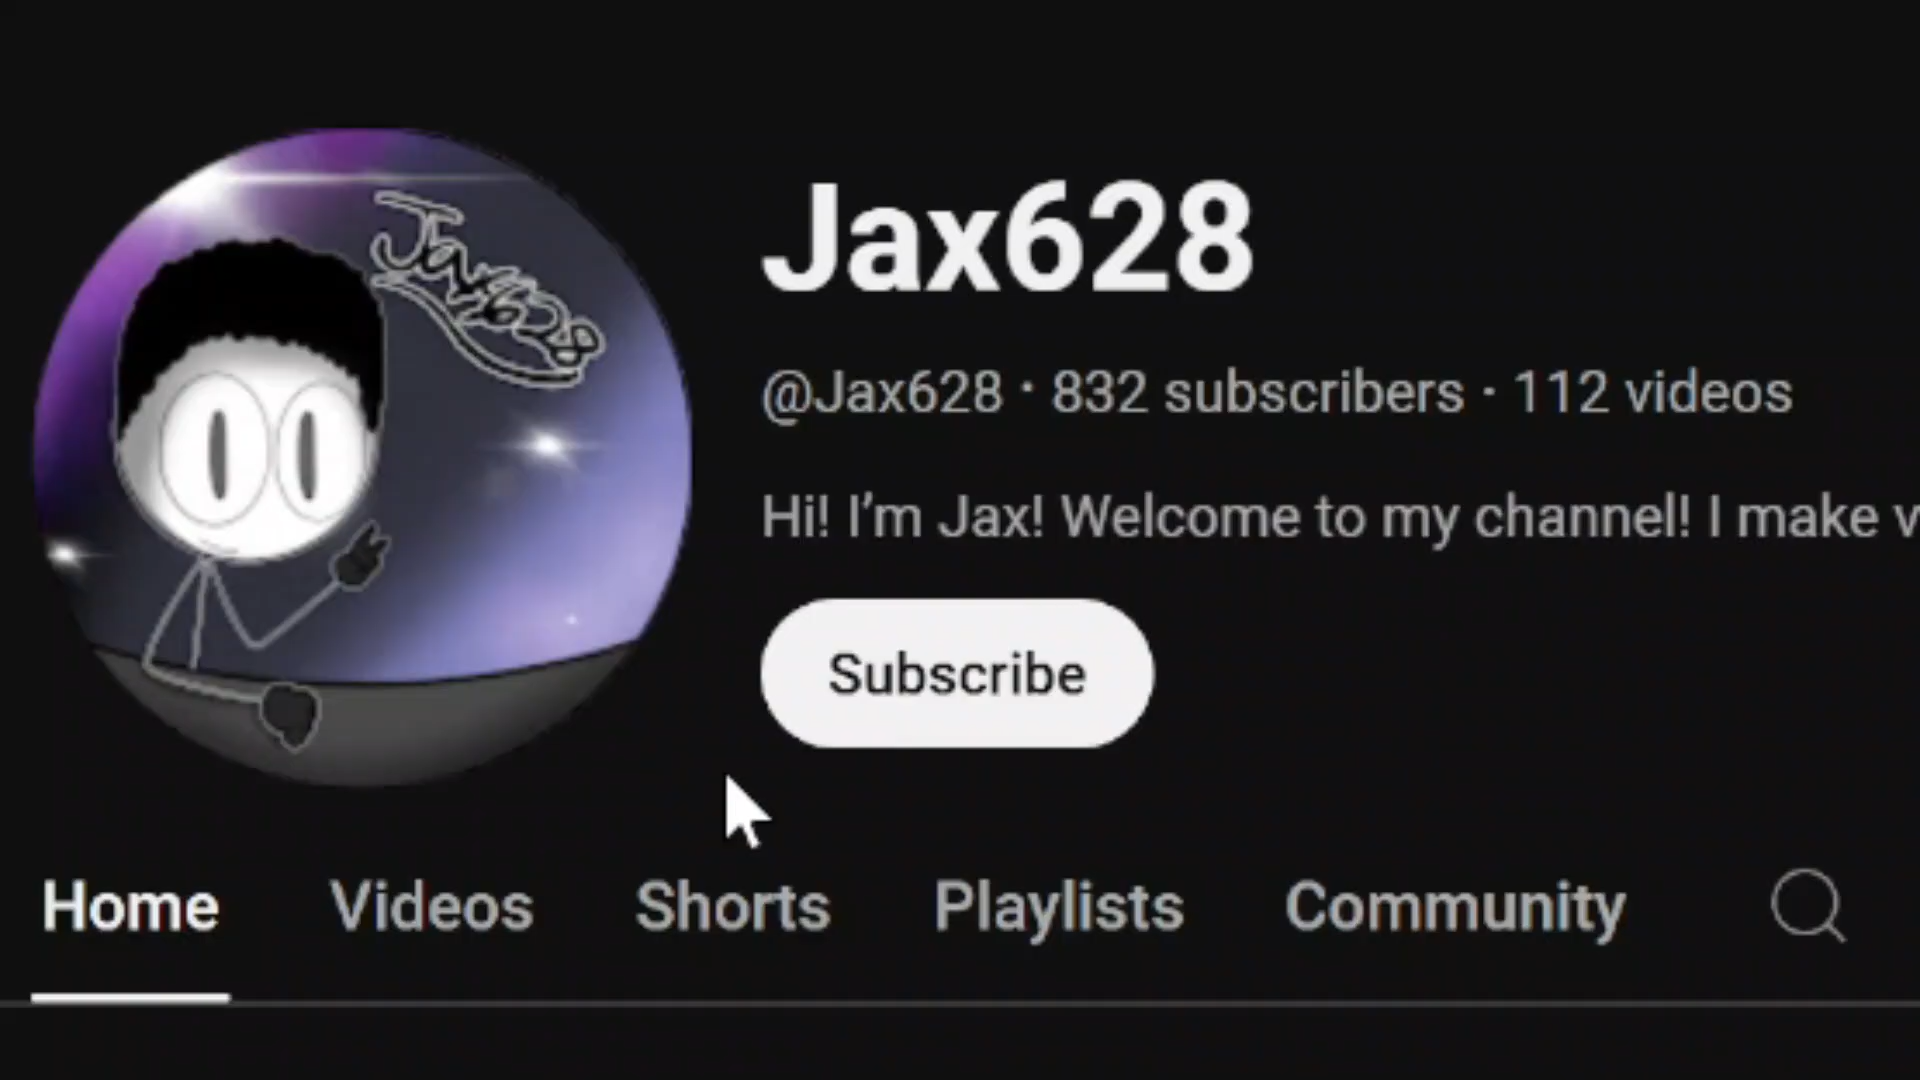 Jax628
Jax628
@Jax628 · 832 subscribers · 112 videos
Hi! I’m Jax! Welcome to my channel! I make v
Subscribe
Home Videos Shorts Playlists Community